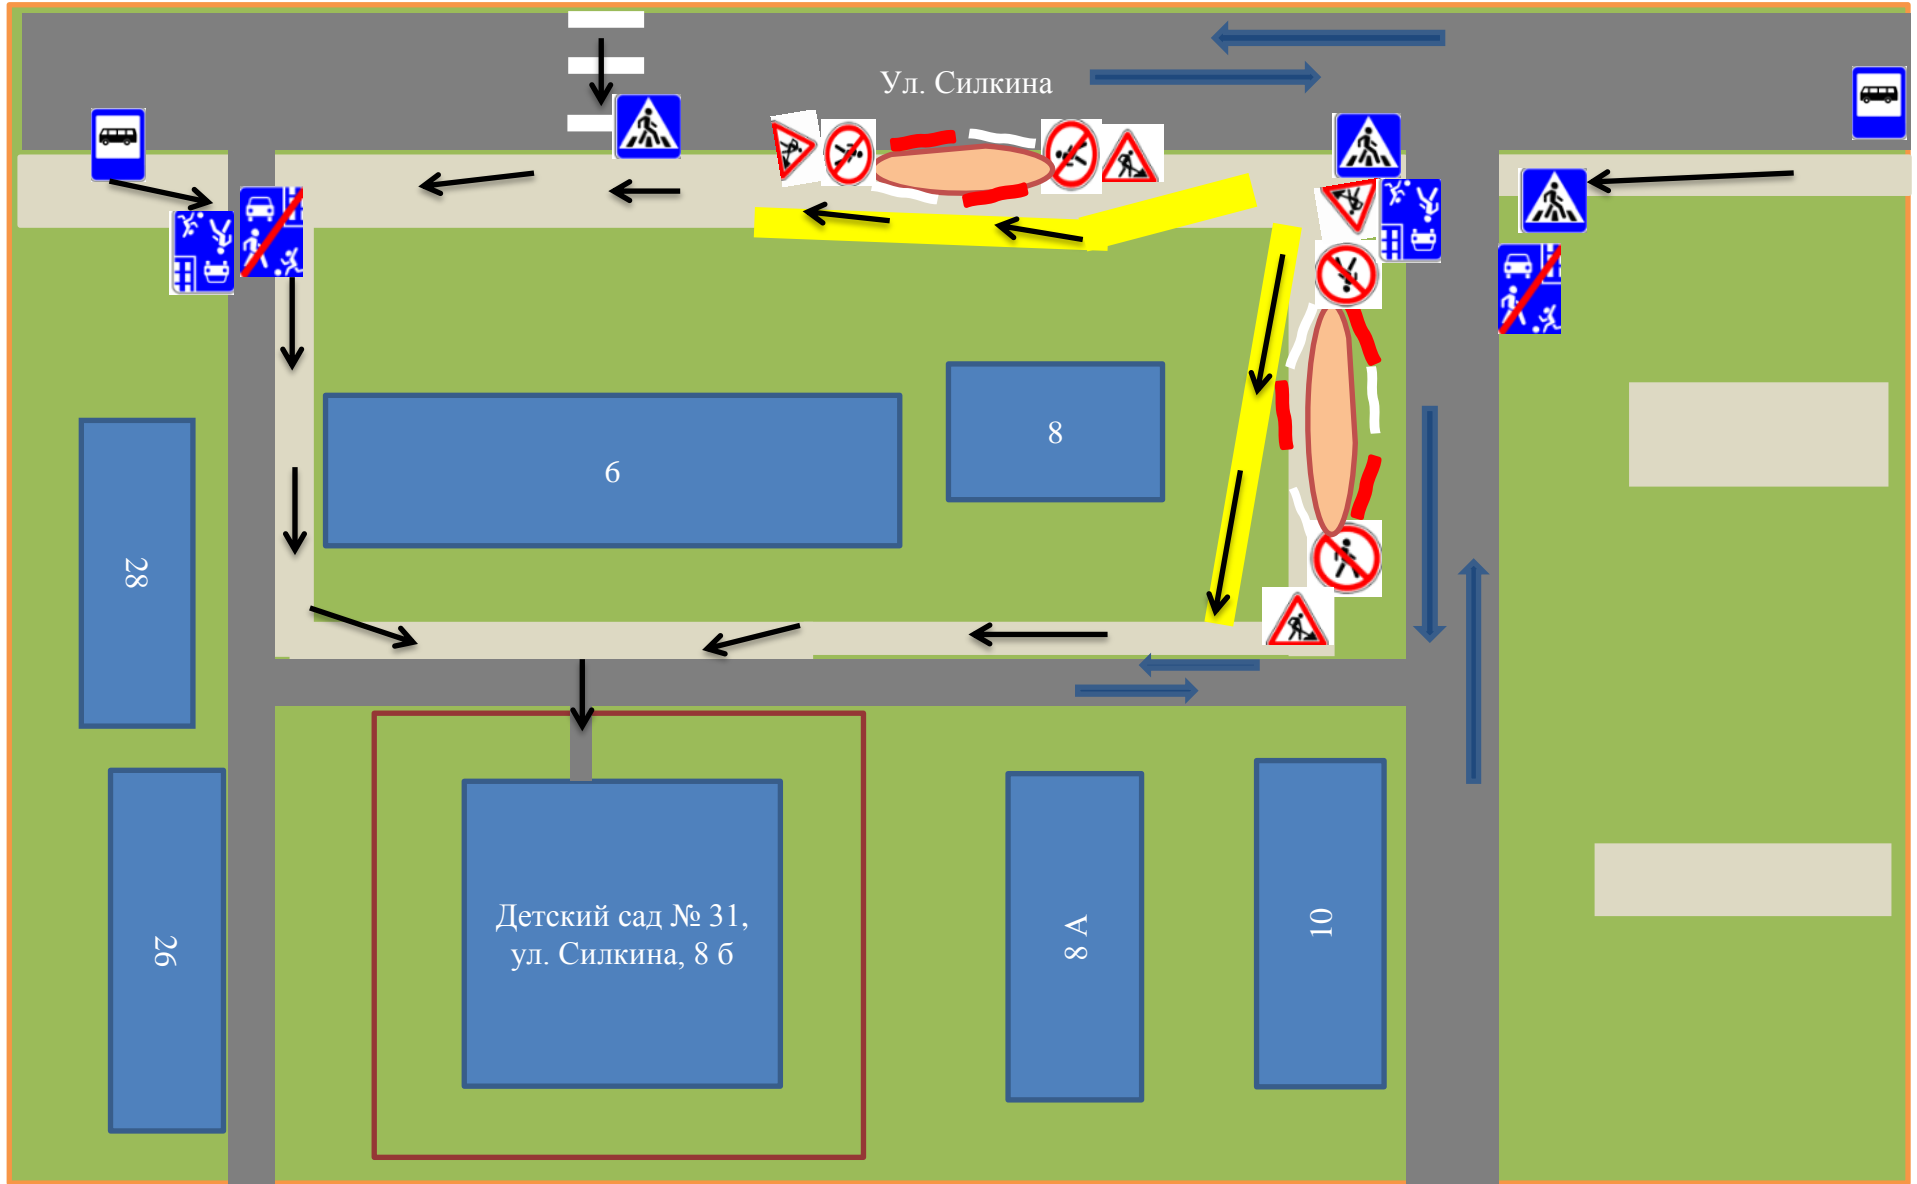 Ул. Силкина
8
6
28
Детский сад № 31,
ул. Силкина, 8 б
26
8 А
10